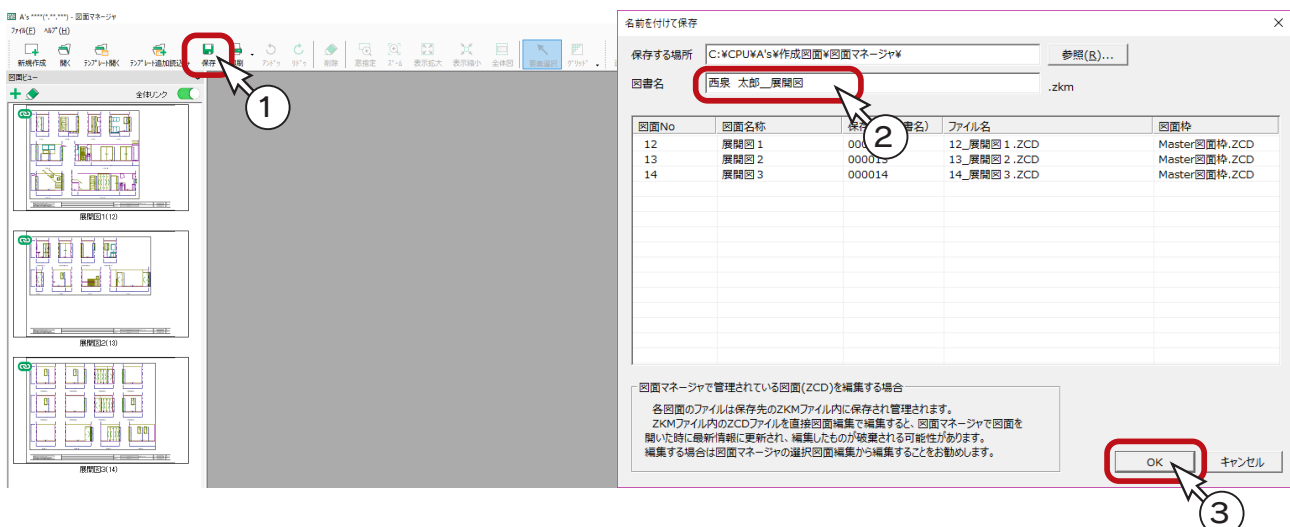 A's ****(*.**.***) - 図面マネージャ
ファイル(F) ヘルプ(H)
新規作成 開く テンプレート開く テンプレート追加読込 保存 印刷 アンドゥ リドゥ 削除 窓指定 ズーム 表示拡大 表示縮小 全体図 画面選択 グリッド
図面ビュー
全体リンク
①
展開図1(12)
展開図2(13)
展開図3(14)
名前を付けて保存
保存する場所 C:¥CPU¥A's¥作成図面¥図面マネージャ¥ 参照(R)...
図書名 西泉 太郎__展開図 .zkm
②
図面No 図面名称 保存 書名) ファイル名 図面枠
12 展開図1 000 12_展開図1.ZCD Master図面枠.ZCD
13 展開図2 000013 13_展開図2.ZCD Master図面枠.ZCD
14 展開図3 000014 14_展開図3.ZCD Master図面枠.ZCD
図面マネージャで管理されている図面(ZCD)を編集する場合
各図面のファイルは保存先のZKMファイル内に保存され管理されます。
ZKMファイル内のZCDファイルを直接図面編集で編集すると、図面マネージャで図面を
開いた時に最新情報に更新され、編集したものが破棄される可能性があります。
編集する場合は図面マネージャの選択図面編集から編集することをお勧めします。
OK キャンセル
③